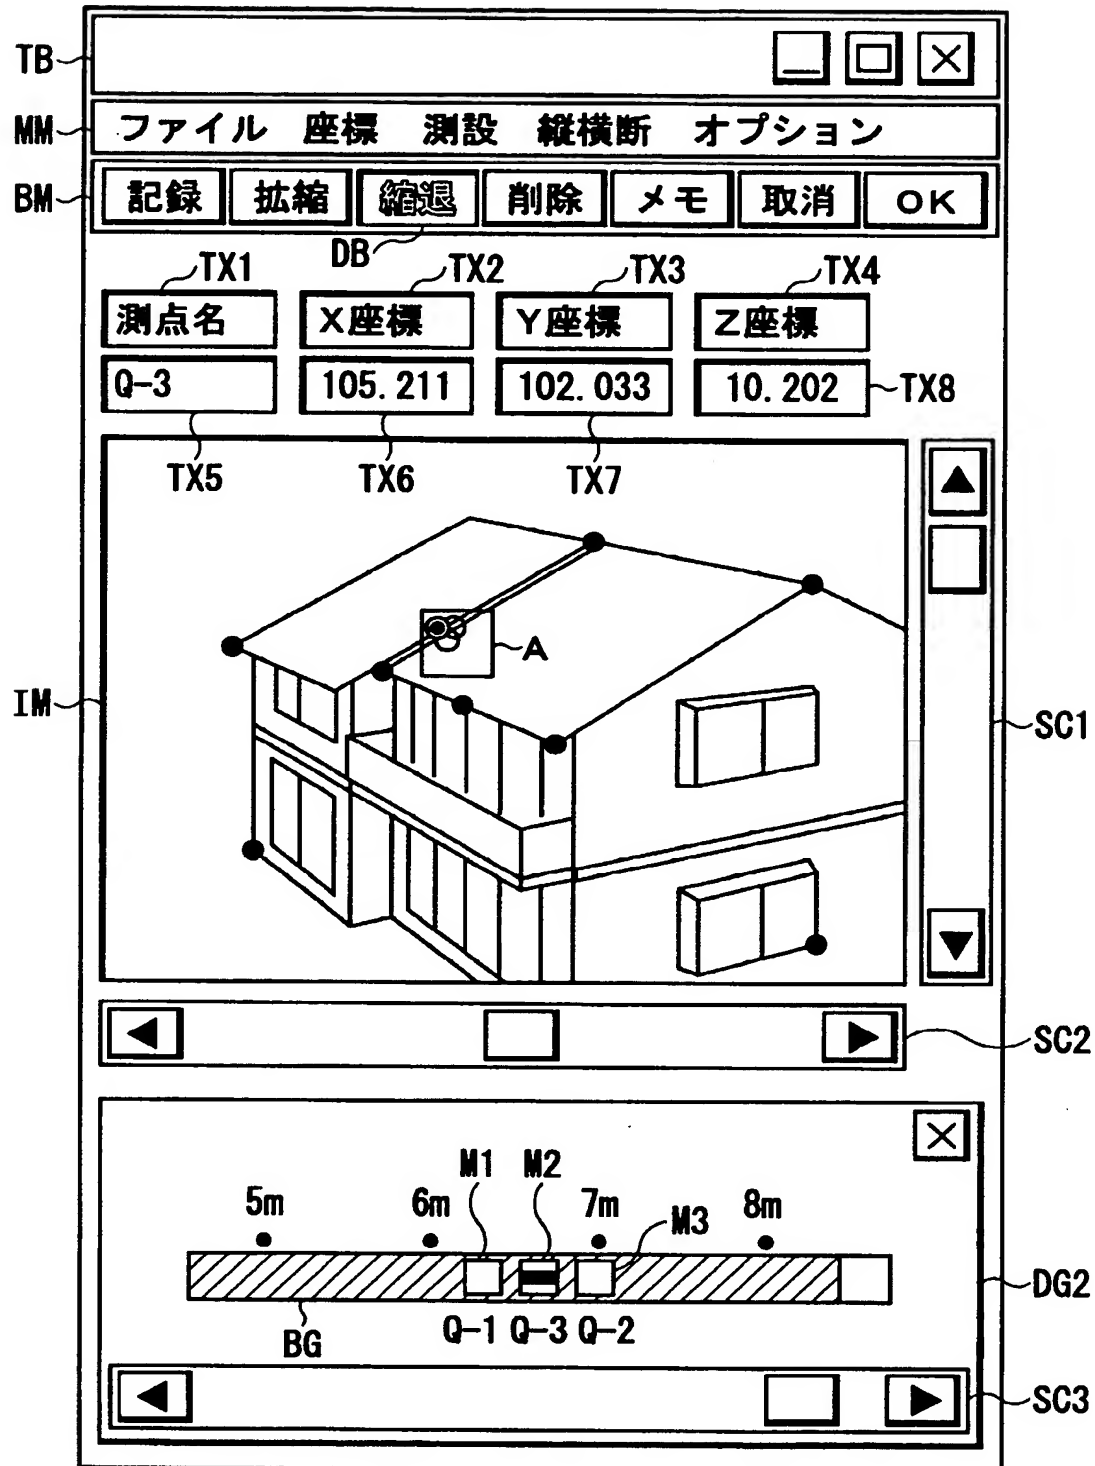 TB
MM ファイル 座標 測設 縦横断 オプション
BM 記録 拡縮 縮退 削除 メモ 取消 OK
DB
TX1 TX2 TX3 TX4
測点名 X座標 Y座標 Z座標
Q-3 105.211 102.033 10.202 TX8
TX5 TX6 TX7
A
IM
SC1
SC2
M1 M2
5m 6m 7m M3 8m
DG2
BG Q-1 Q-3 Q-2
SC3